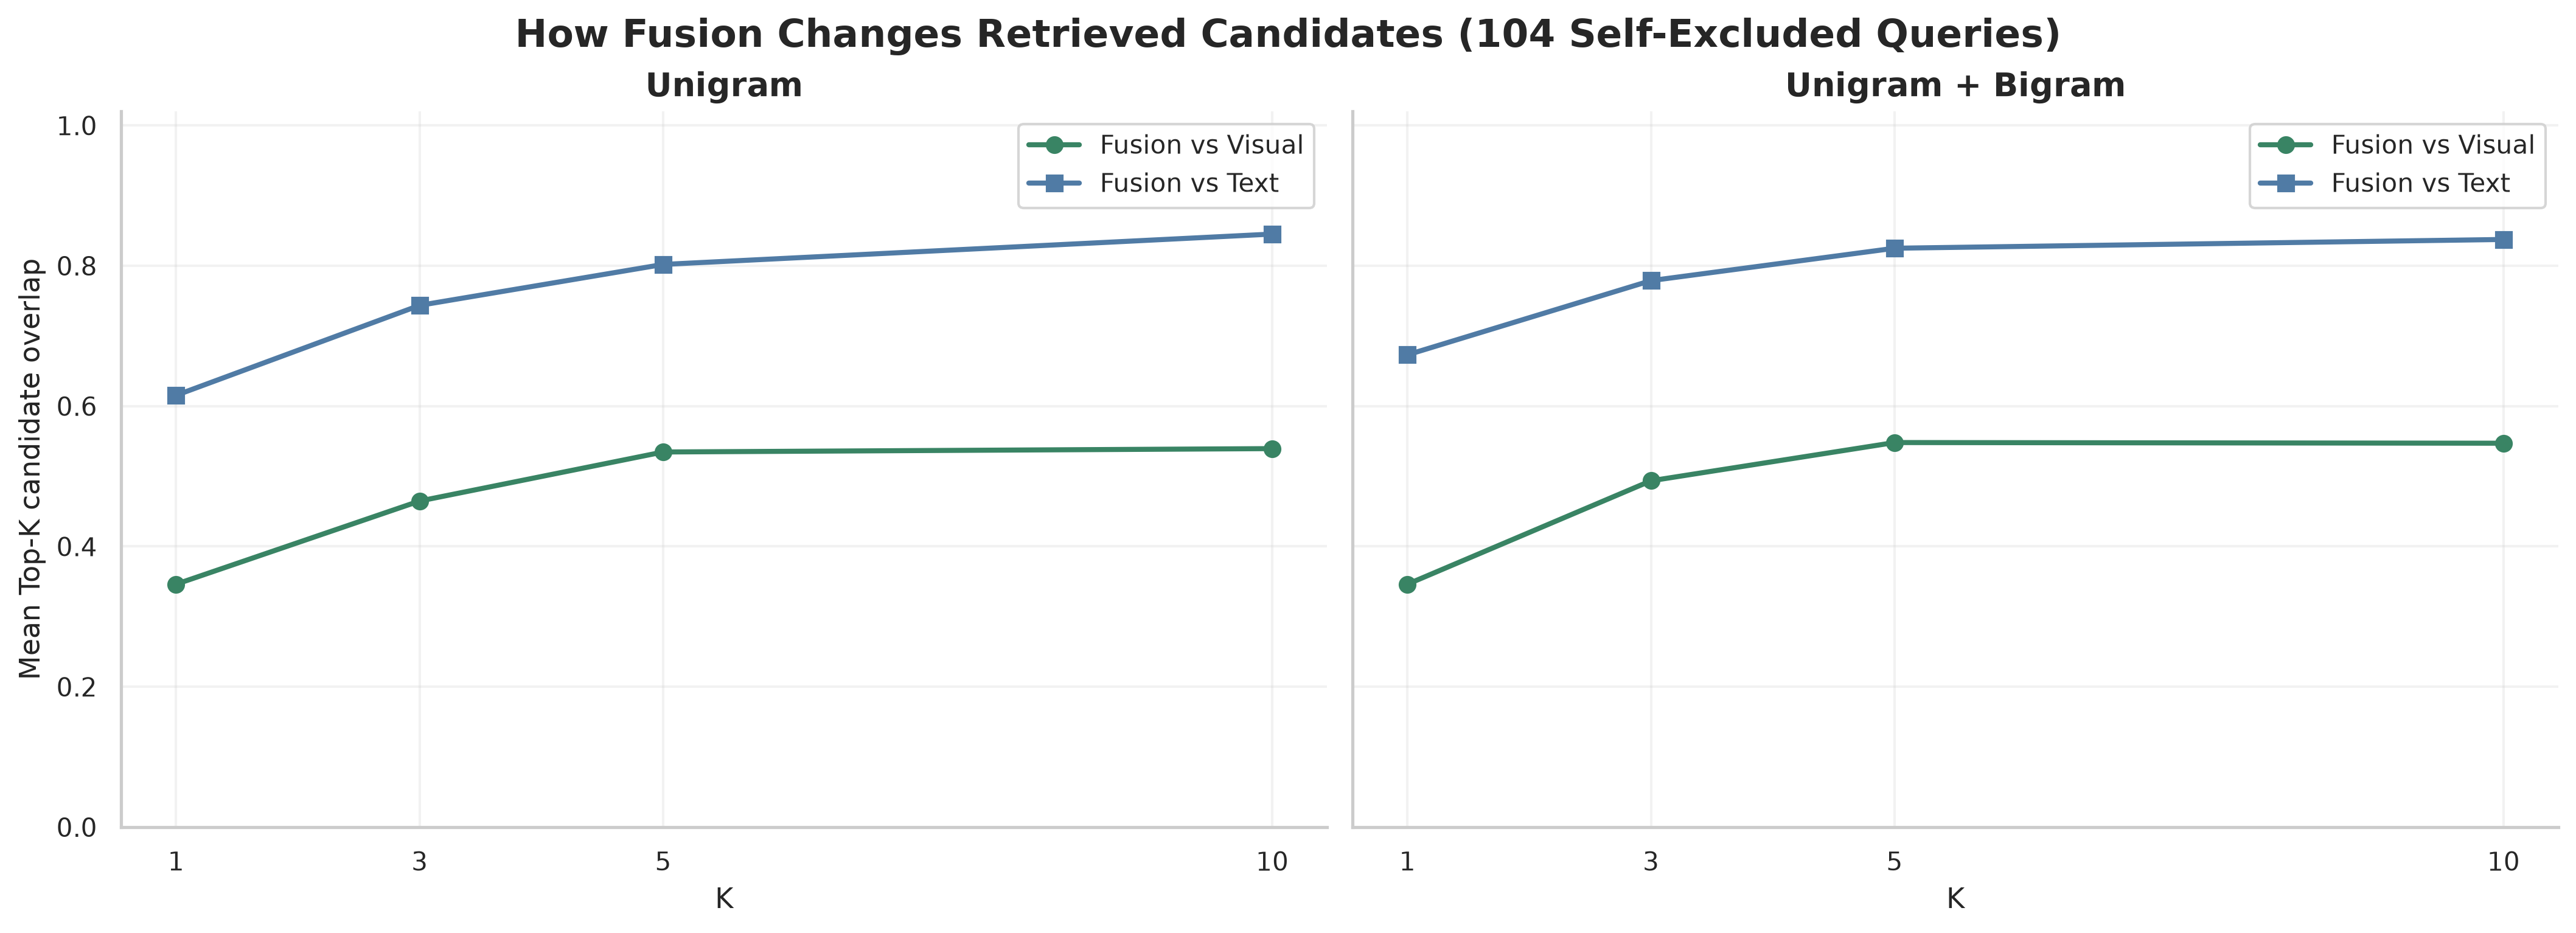 How Fusion Changes Retrieved Candidates (104 Self-Excluded Queries)
Unigram
Mean Top-K candidate overlap
1.0
0.8
0.6
0.4
0.2
0.0
Fusion vs Visual
Fusion vs Text
1 3 5 10
K
Unigram + Bigram
Fusion vs Visual
Fusion vs Text
1 3 5 10
K